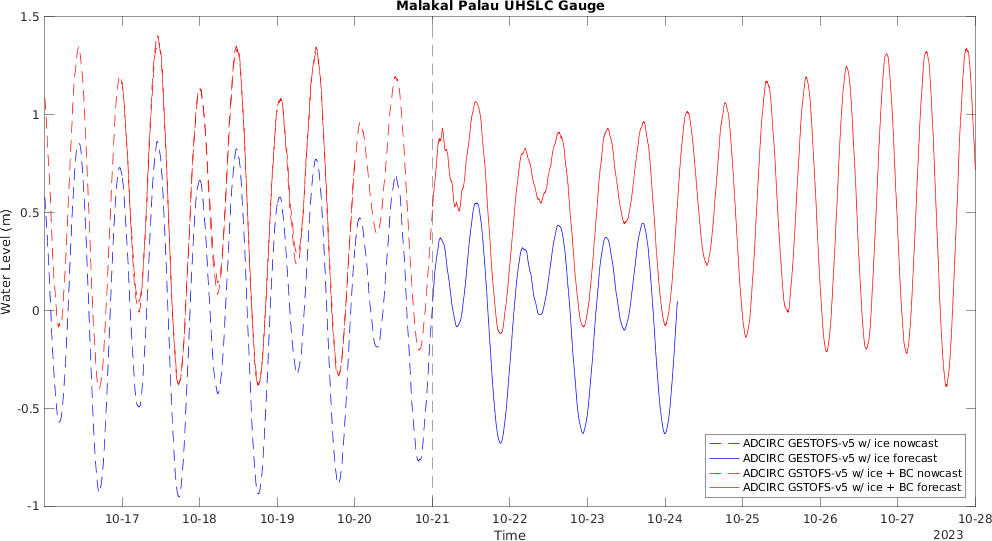 Malakal Palau UHSLC Gauge
1.5
1
0.5
0
-0.5
-1
Water Level (m)
10-17 10-18 10-19 10-20 10-21 10-22 10-23 10-24 10-25 10-26 10-27 10-28
Time
2023
ADCIRC GESTOFS-v5 w/ ice nowcast
ADCIRC GESTOFS-v5 w/ ice forecast
ADCIRC GSTOFS-v5 w/ ice + BC nowcast
ADCIRC GSTOFS-v5 w/ ice + BC forecast